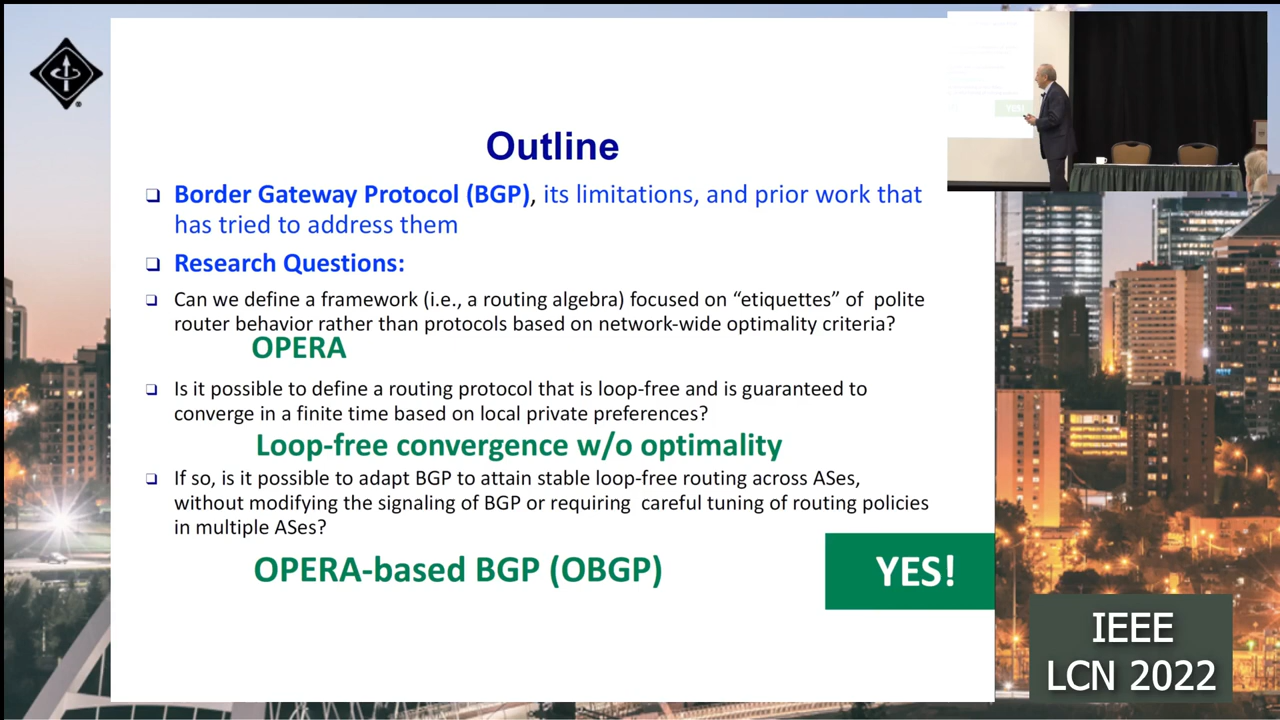 Outline
Border Gateway Protocol (BGP), its limitations, and prior work that
has tried to address them
Research Questions:
Can we define a framework (i.e., a routing algebra) focused on “etiquettes” of polite
router behavior rather than protocols based on network-wide optimality criteria?
OPERA
Is it possible to define a routing protocol that is loop-free and is guaranteed to
converge in a finite time based on local private preferences?
Loop-free convergence w/o optimality
If so, is it possible to adapt BGP to attain stable loop-free routing across ASes,
without modifying the signaling of BGP or requiring careful tuning of routing policies
in multiple ASes?
OPERA-based BGP (OBGP)
YES!
IEEE
LCN 2022
YES!